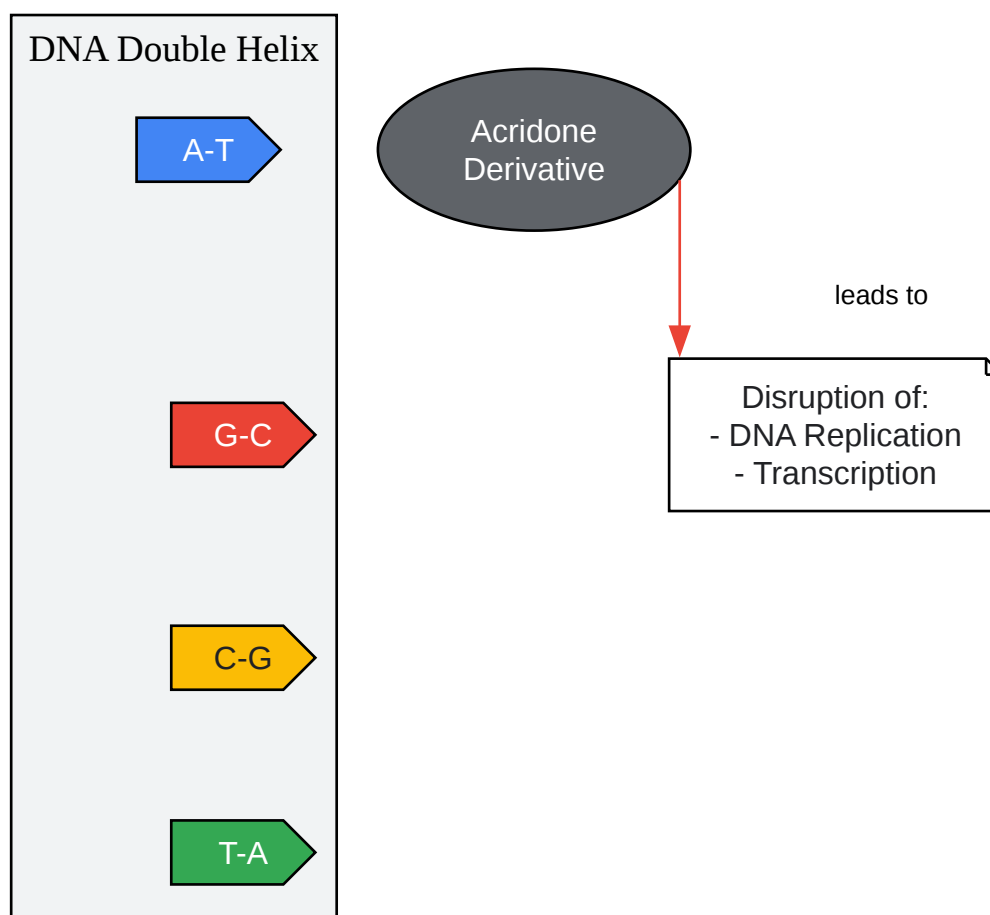 DNA Double Helix
A-T
Acridone
Derivative
leads to
Disruption of:
- DNA Replication
- Transcription
G-C
C-G
T-A